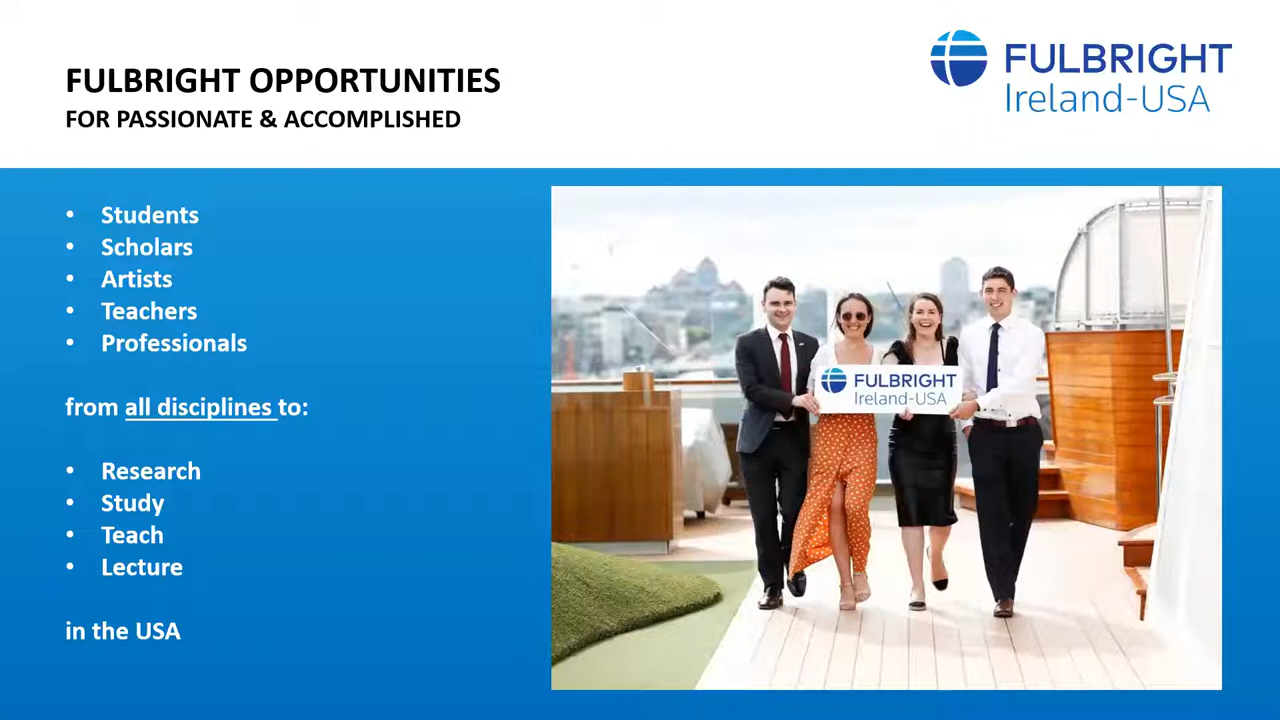 FULBRIGHT OPPORTUNITIES
FOR PASSIONATE & ACCOMPLISHED
FULBRIGHT
Ireland-USA
• Students
• Scholars
• Artists
• Teachers
• Professionals
from all disciplines to:
• Research
• Study
• Teach
• Lecture
in the USA
FULBRIGHT
Ireland-USA